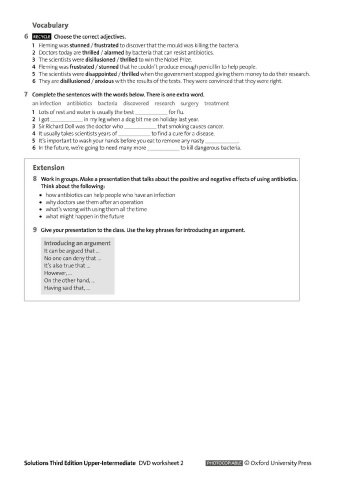 Vocabulary
6 RECYCLE Choose the correct adjectives.
1 Fleming was stunned / frustrated to discover that the mould was killing the bacteria.
2 Doctors today are thrilled / alarmed by bacteria that can resist antibiotics.
3 The scientists were disillusioned / thrilled to win the Nobel Prize.
4 Fleming was frustrated / stunned that he couldn't produce enough penicillin to help people.
5 The scientists were disappointed / thrilled when the government stopped giving them money to do their research.
6 They are disillusioned / anxious with the results of the tests. They were convinced that they were right.
7 Complete the sentences with the words below. There is one extra word.
an infection antibiotics bacteria discovered research surgery treatment
1 Lots of rest and water is usually the best ____________ for flu.
2 I got ____________ in my leg when a dog bit me on holiday last year.
3 Sir Richard Doll was the doctor who ____________ that smoking causes cancer.
4 It usually takes scientists years of ____________ to find a cure for a disease.
5 It's important to wash your hands before you eat to remove any nasty ____________.
6 In the future, we're going to need many more ____________ to kill dangerous bacteria.
Extension
8 Work in groups. Make a presentation that talks about the positive and negative effects of using antibiotics.
Think about the following:
• how antibiotics can help people who have an infection
• why doctors use them after an operation
• what's wrong with using them all the time
• what might happen in the future
9 Give your presentation to the class. Use the key phrases for introducing an argument.
Introducing an argument
It can be argued that ...
No one can deny that ...
It's also true that ...
However, ...
On the other hand, ...
Having said that, ...
Solutions Third Edition Upper-Intermediate DVD worksheet 2 PHOTOCOPIABLE © Oxford University Press